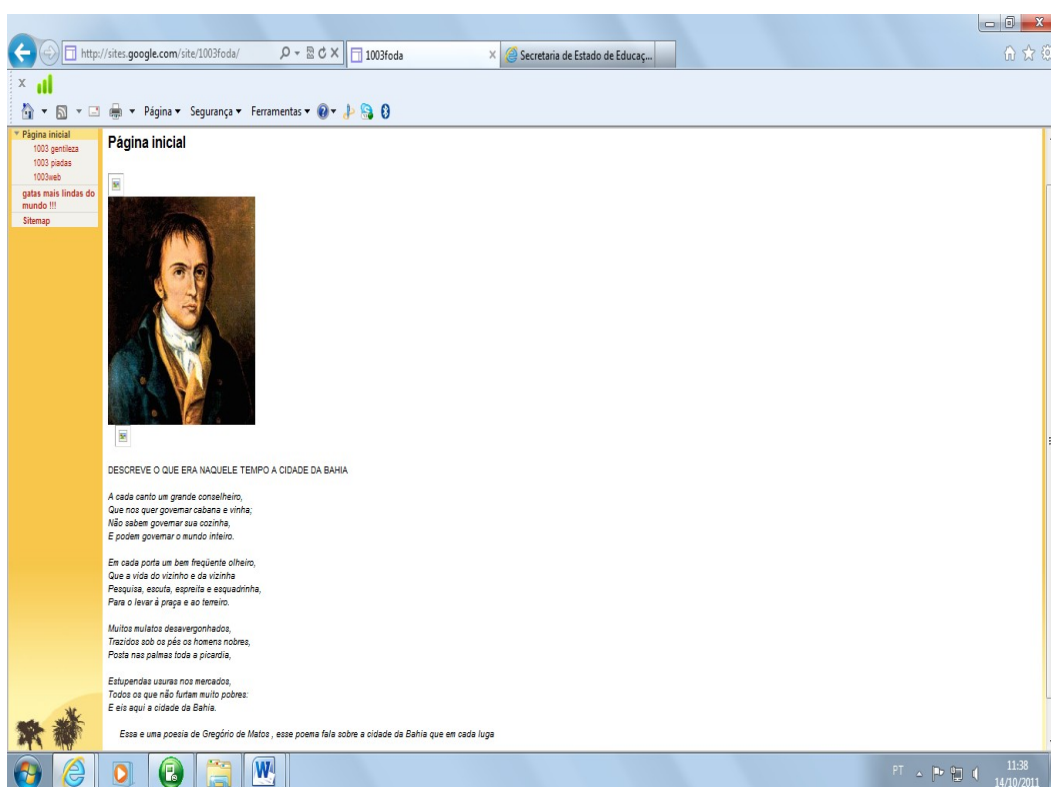 http://sites.google.com/site/1003foda/
1003foda
Secretaria de Estado de Educaç...
Página Segurança Ferramentas
Página inicial
1003 gentileza
1003 piadas
1003web
gatas mais lindas do
mundo !!!
Sitemap
Página inicial
DESCREVE O QUE ERA NAQUELE TEMPO A CIDADE DA BAHIA
A cada canto um grande conselheiro,
Que nos quer governar cabana e vinha;
Não sabem governar sua cozinha,
E podem governar o mundo inteiro.
Em cada porta um bem freqüente olheiro,
Que a vida do vizinho e da vizinha
Pesquisa, escuta, espreita e esquadrinha,
Para o levar à praça e ao terreiro.
Muitos mulatos desavergonhados,
Trazidos sob os pés os homens nobres,
Posta nas palmas toda a picardia,
Estupendas usuras nos mercados,
Todos os que não furtam muito pobres:
E eis aqui a cidade da Bahia.
Essa e uma poesia de Gregório de Matos , esse poema fala sobre a cidade da Bahia que em cada luga
PT
11:38
14/10/2011